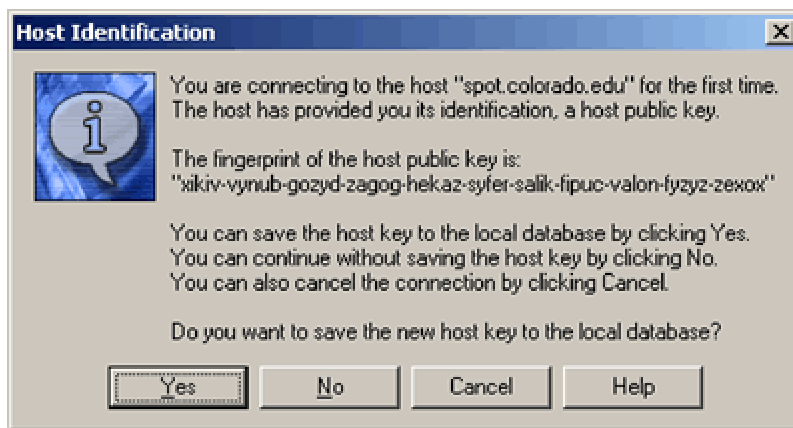 Host Identification
You are connecting to the host "spot.colorado.edu" for the first time.
The host has provided you its identification, a host public key.
The fingerprint of the host public key is:
"xikiv-vynub-gozyd-zagog-hekaz-syfer-salik-fipuc-valon-fyzyz-zexox"
You can save the host key to the local database by clicking Yes.
You can continue without saving the host key by clicking No.
You can also cancel the connection by clicking Cancel.
Do you want to save the new host key to the local database?
Yes No Cancel Help